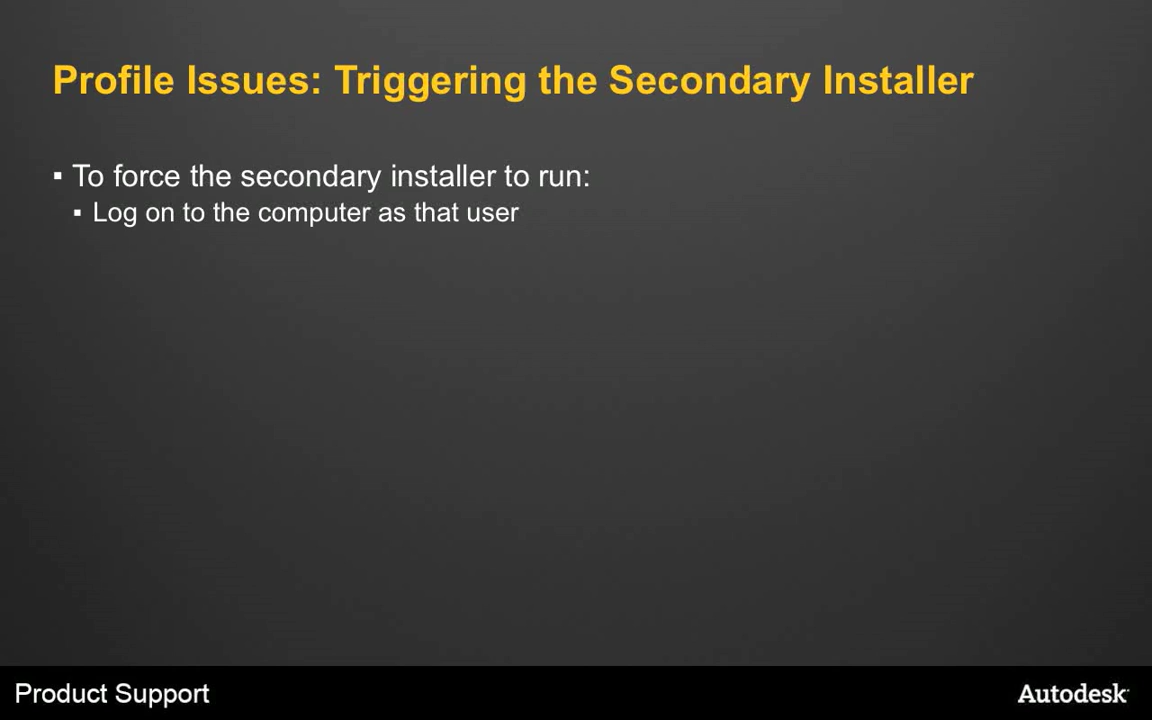 Profile Issues: Triggering the Secondary Installer
▪ To force the secondary installer to run:
▪ Log on to the computer as that user
Product Support
Autodesk